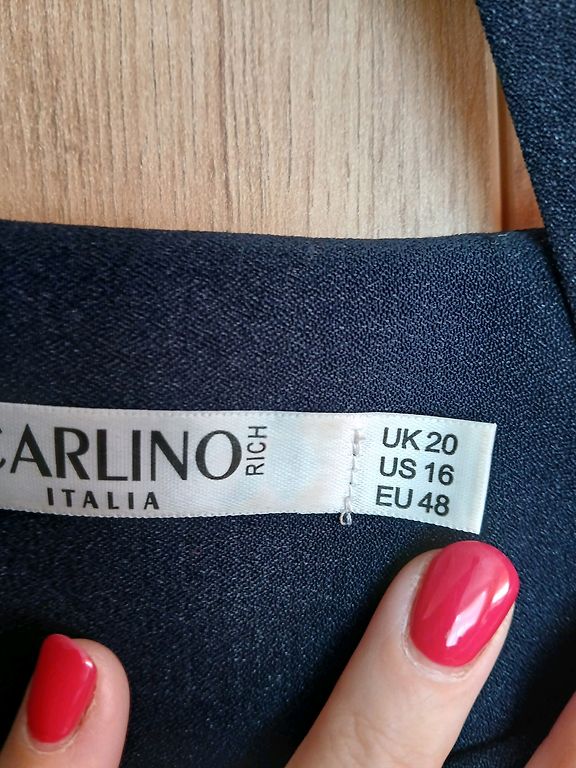 CARLINO RICH
ITALIA
UK 20
US 16
EU 48